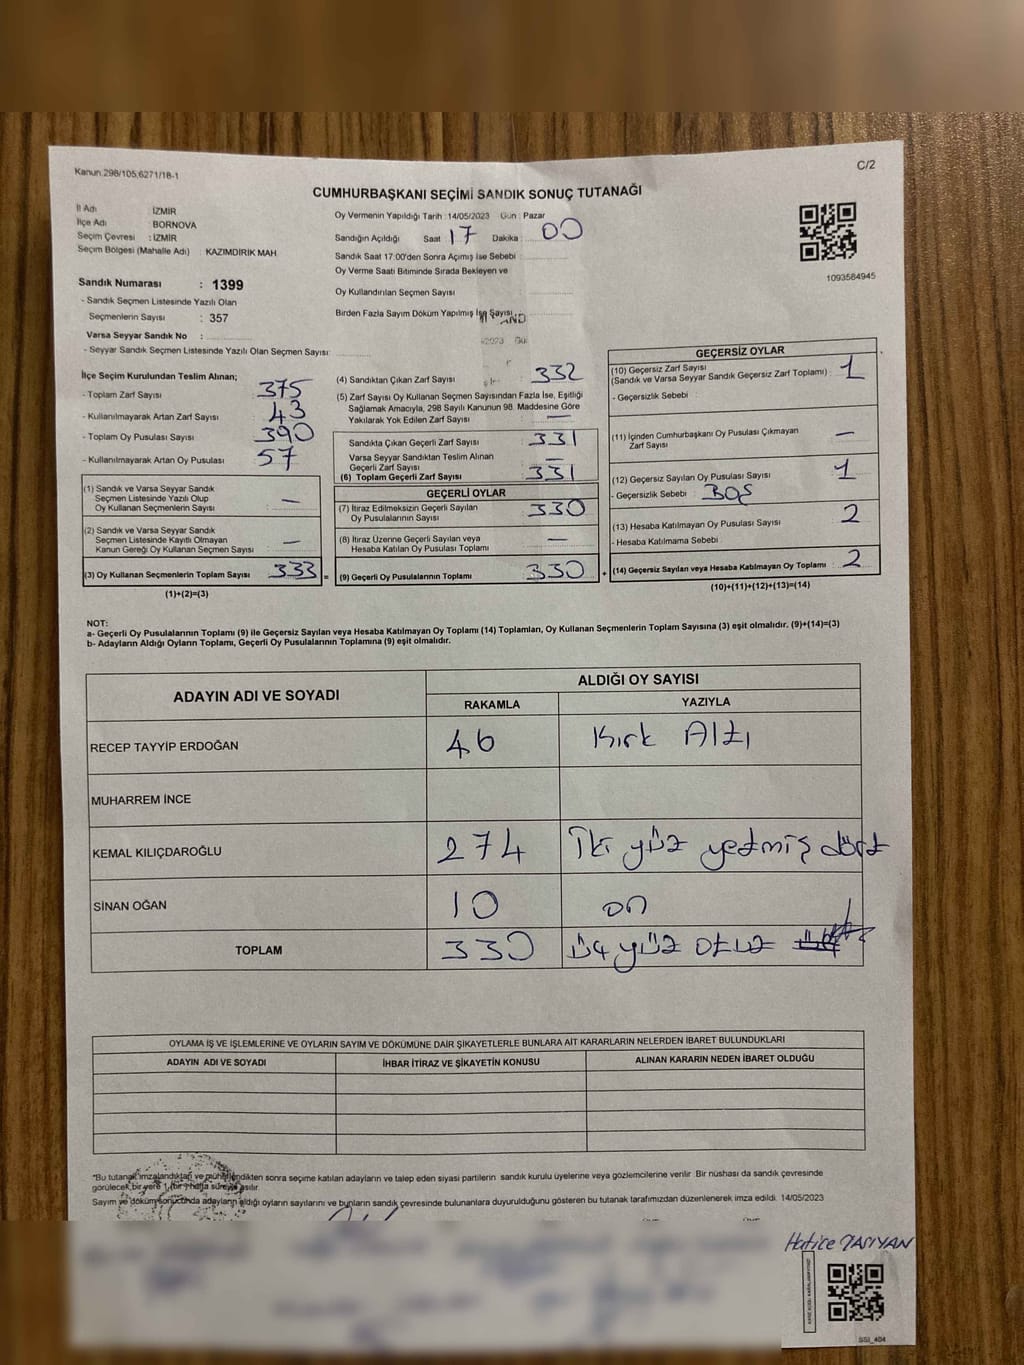 Kanun.298/105,6271/18-1
C/2
CUMHURBAŞKANI SEÇİMİ SANDIK SONUÇ TUTANAĞI
İl Adı : İZMİR
İlçe Adı : BORNOVA
Seçim Çevresi : İZMİR
Seçim Bölgesi (Mahalle Adı) KAZIMDİRİK MAH.
Sandık Numarası : 1399
- Sandık Seçmen Listesinde Yazılı Olan
Seçmenlerin Sayısı : 357
Varsa Seyyar Sandık No :
- Seyyar Sandık Seçmen Listesinde Yazılı Olan Seçmen Sayısı:
Oy Vermenin Yapıldığı Tarih : 14/05/2023 Gün : Pazar
Sandığın Açıldığı Saat 17 Dakika : 00
Sandık Saat 17:00'den Sonra Açımış İse Sebebi :
Oy Verme Saati Bitiminde Sırada Bekleyen ve
Oy Kullandırılan Seçmen Sayısı
Birden Fazla Sayım Döküm Yapılmış İse Sayısı
1093584945
İlçe Seçim Kurulundan Teslim Alınan;
- Toplam Zarf Sayısı : 375
- Kullanılmayarak Artan Zarf Sayısı : 43
- Toplam Oy Pusulası Sayısı : 390
- Kullanılmayarak Artan Oy Pusulası : 57
(1) Sandık ve Varsa Seyyar Sandık
Seçmen Listesinde Yazılı Olup
Oy Kullanan Seçmenlerin Sayısı : —
(2) Sandık ve Varsa Seyyar Sandık
Seçmen Listesinde Kayıtlı Olmayan
Kanun Gereği Oy Kullanan Seçmen Sayısı : —
(3) Oy Kullanan Seçmenlerin Toplam Sayısı : 333 =
(1)+(2)=(3)
(4) Sandıktan Çıkan Zarf Sayısı : 332
(5) Zarf Sayısı Oy Kullanan Seçmen Sayısından Fazla İse, Eşitliği
Sağlamak Amacıyla, 298 Sayılı Kanunun 98. Maddesine Göre
Yakılarak Yok Edilen Zarf Sayısı : —
Sandıkta Çıkan Geçerli Zarf Sayısı : 331
Varsa Seyyar Sandıktan Teslim Alınan
Geçerli Zarf Sayısı : —
(6) Toplam Geçerli Zarf Sayısı : 331
GEÇERLİ OYLAR
(7) İtiraz Edilmeksizin Geçerli Sayılan
Oy Pusulalarının Sayısı : 330
(8) İtiraz Üzerine Geçerli Sayılan veya
Hesaba Katılan Oy Pusulası Toplamı : —
(9) Geçerli Oy Pusulalarının Toplamı : 330 +
GEÇERSİZ OYLAR
(10) Geçersiz Zarf Sayısı
(Sandık ve Varsa Seyyar Sandık Geçersiz Zarf Toplamı) : 1
- Geçersizlik Sebebi :
(11) İçinden Cumhurbaşkanı Oy Pusulası Çıkmayan
Zarf Sayısı : —
(12) Geçersiz Sayılan Oy Pusulası Sayısı : 1
- Geçersizlik Sebebi : BOŞ
(13) Hesaba Katılmayan Oy Pusulası Sayısı : 2
- Hesaba Katılmama Sebebi :
(14) Geçersiz Sayılan veya Hesaba Katılmayan Oy Toplamı : 2
(10)+(11)+(12)+(13)=(14)
NOT:
a- Geçerli Oy Pusulalarının Toplamı (9) ile Geçersiz Sayılan veya Hesaba Katılmayan Oy Toplamı (14) Toplamları, Oy Kullanan Seçmenlerin Toplam Sayısına (3) eşit olmalıdır. (9)+(14)=(3)
b- Adayların Aldığı Oyların Toplamı, Geçerli Oy Pusulalarının Toplamına (9) eşit olmalıdır.
ADAYIN ADI VE SOYADI ALDIĞI OY SAYISI
RAKAMLA YAZIYLA
RECEP TAYYİP ERDOĞAN 46 Kırk Altı
MUHARREM İNCE
KEMAL KILIÇDAROĞLU 274 İki yüz yetmiş dört
SİNAN OĞAN 10 on
TOPLAM 330 Üç yüz otuz
OYLAMA İŞ VE İŞLEMLERİNE VE OYLARIN SAYIM VE DÖKÜMÜNE DAİR ŞİKAYETLERLE BUNLARA AİT KARARLARIN NELERDEN İBARET BULUNDUKLARI
ADAYIN ADI VE SOYADI İHBAR İTİRAZ VE ŞİKAYETİN KONUSU ALINAN KARARIN NEDEN İBARET OLDUĞU
"Bu tutanak imzalandıktan ve mühürlendikten sonra seçime katılan adayların ve talep eden siyasi partilerin sandık kurulu üyelerine veya gözlemcilerine verilir. Bir nüshası da sandık çevresinde
görülecek bir yere 1 (bir) hafta süreyle asılır.
Sayım ve döküm sonucunda adayların aldığı oyların sayılarını ve bunların sandık çevresinde bulunanlara duyurulduğunu gösteren bu tutanak tarafımızdan düzenlenerek imza edildi. 14/05/2023
Hatice TAŞIYAN
SSI_404